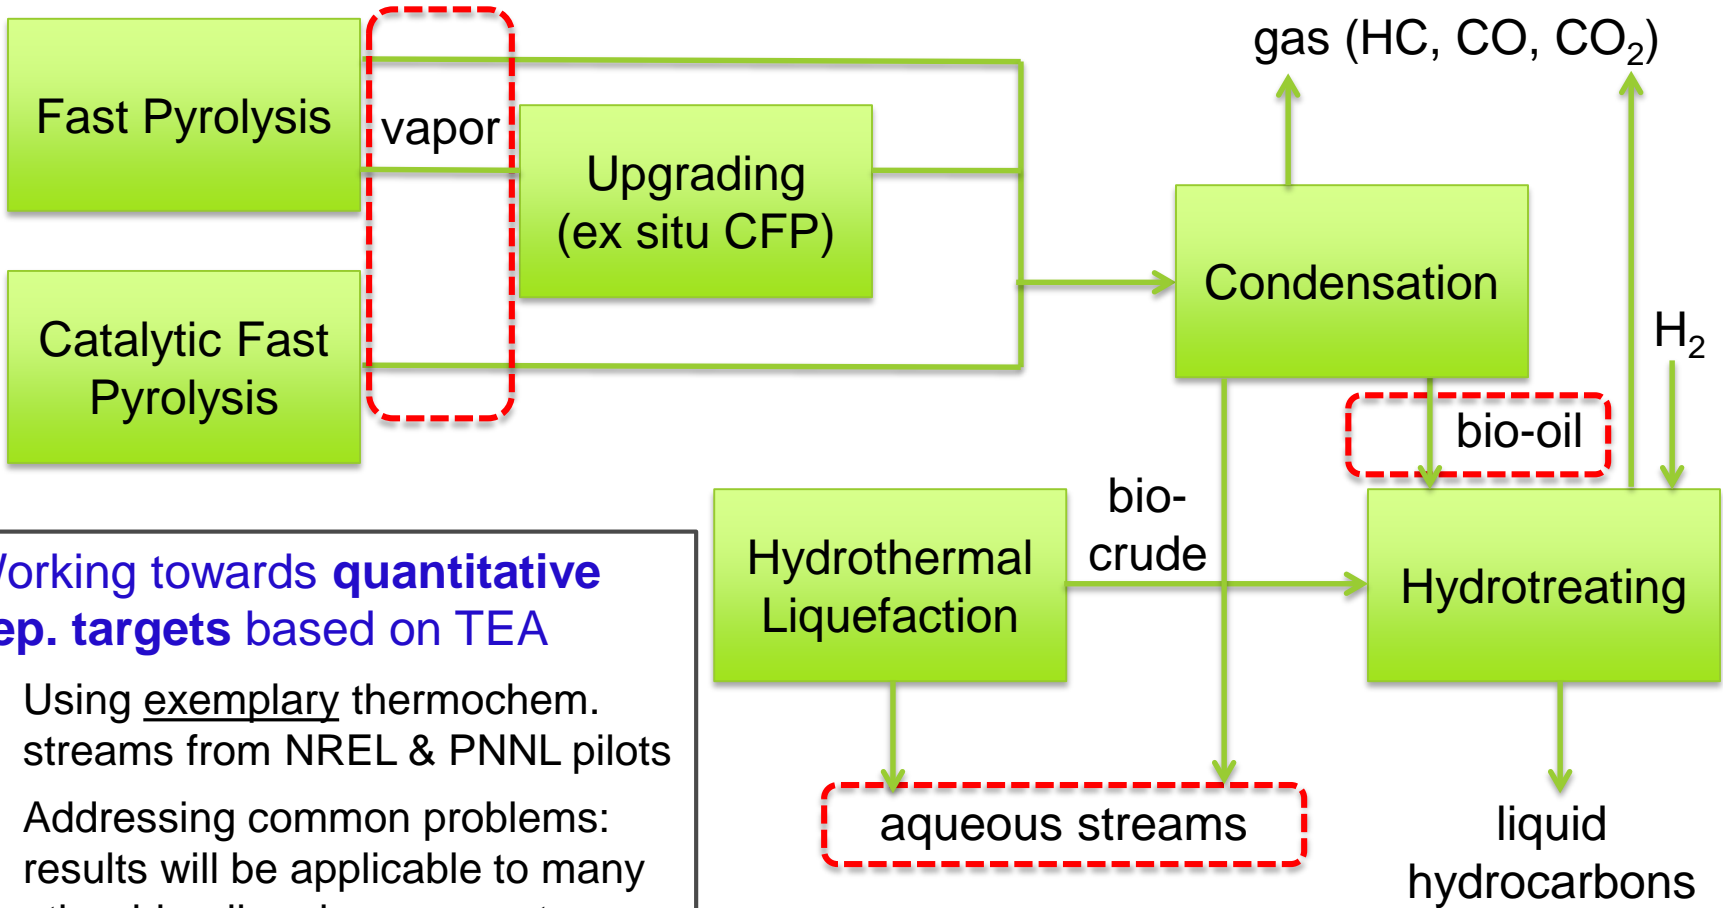 gas (HC, CO, CO₂)
Fast Pyrolysis
vapor
Upgrading
(ex situ CFP)
Condensation
Catalytic Fast
Pyrolysis
H₂
bio-oil
bio-
crude
Hydrothermal
Liquefaction
Hydrotreating
aqueous streams
liquid
hydrocarbons
orking towards quantitative
ep. targets based on TEA
Using exemplary thermochem.
streams from NREL & PNNL pilots
Addressing common problems:
results will be applicable to many